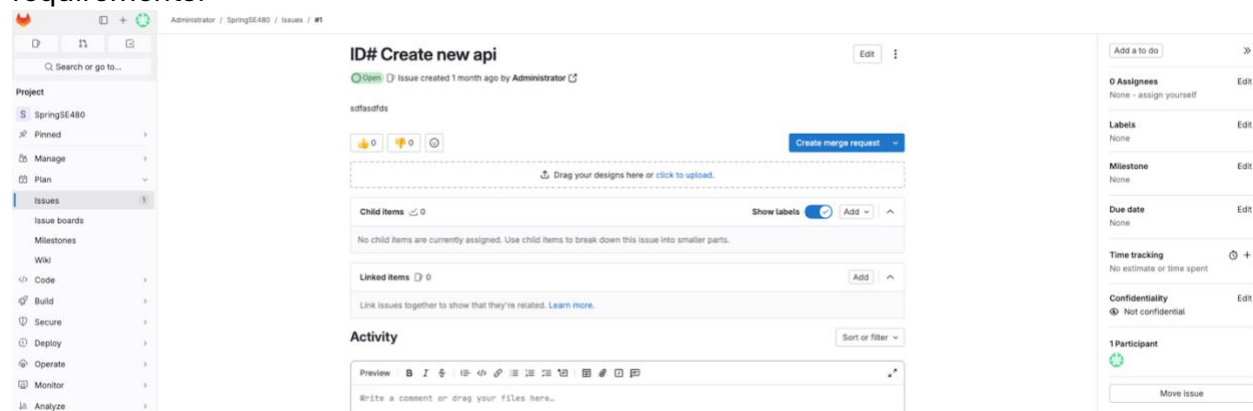 requirements.
Administrator / SpringSE480 / Issues / #1
Search or go to...
Project
S SpringSE480
Pinned
Manage
Plan
Issues 1
Issue boards
Milestones
Wiki
Code
Build
Secure
Deploy
Operate
Monitor
Analyze
ID# Create new api
Edit
Open Issue created 1 month ago by Administrator
sdfasdfds
0 0
Create merge request
Drag your designs here or click to upload.
Child items 0 Show labels Add
No child items are currently assigned. Use child items to break down this issue into smaller parts.
Linked items 0 Add
Link issues together to show that they're related. Learn more.
Activity Sort or filter
Preview B I S
Write a comment or drag your files here…
Add a to do
0 Assignees Edit
None - assign yourself
Labels Edit
None
Milestone Edit
None
Due date Edit
None
Time tracking
No estimate or time spent
Confidentiality Edit
Not confidential
1 Participant
Move issue